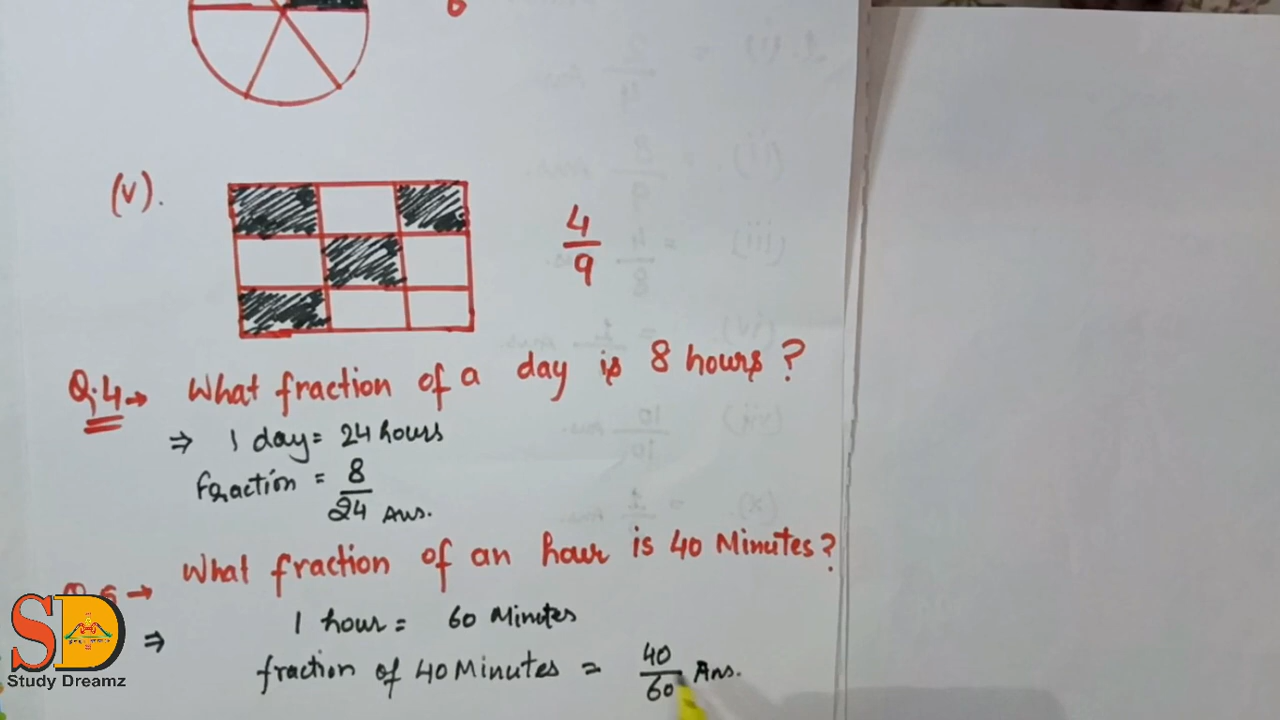 6
(v). 4/9
Q.4→ What fraction of a day is 8 hours?
⇒ 1 day = 24 hours
fraction = 8/24 Ans.
What fraction of an hour is 40 Minutes?
⇒ 1 hour = 60 Minutes
fraction of 40 Minutes = 40/60 Ans.
SD
Study Dreamz